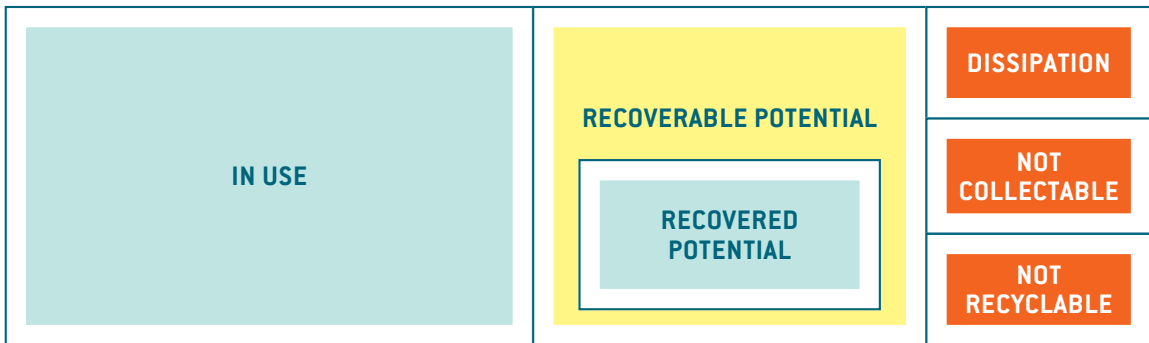 IN USE
RECOVERABLE POTENTIAL
RECOVERED
POTENTIAL
DISSIPATION
NOT
COLLECTABLE
NOT
RECYCLABLE